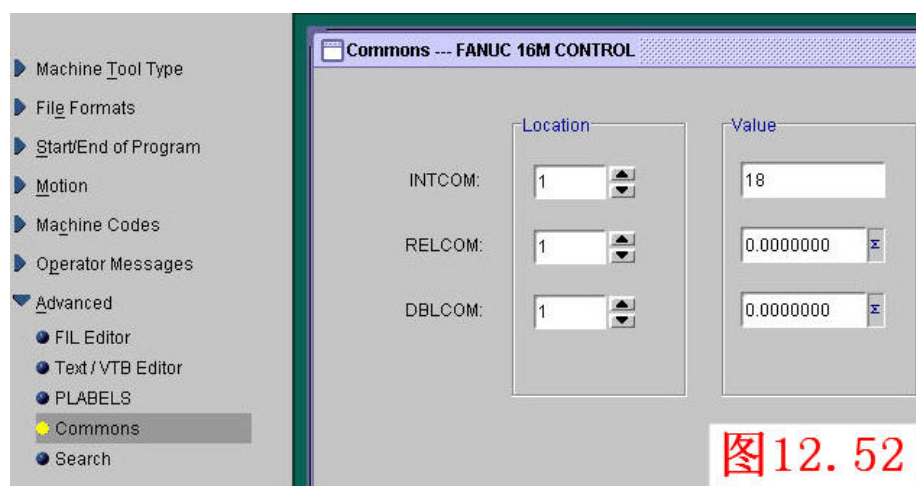 Machine Tool Type
File Formats
Start/End of Program
Motion
Machine Codes
Operator Messages
Advanced
FIL Editor
Text / VTB Editor
PLABELS
Commons
Search
Commons --- FANUC 16M CONTROL
Location
Value
INTCOM:
1
18
RELCOM:
1
0.0000000
Σ
DBLCOM:
1
0.0000000
Σ
图12.52